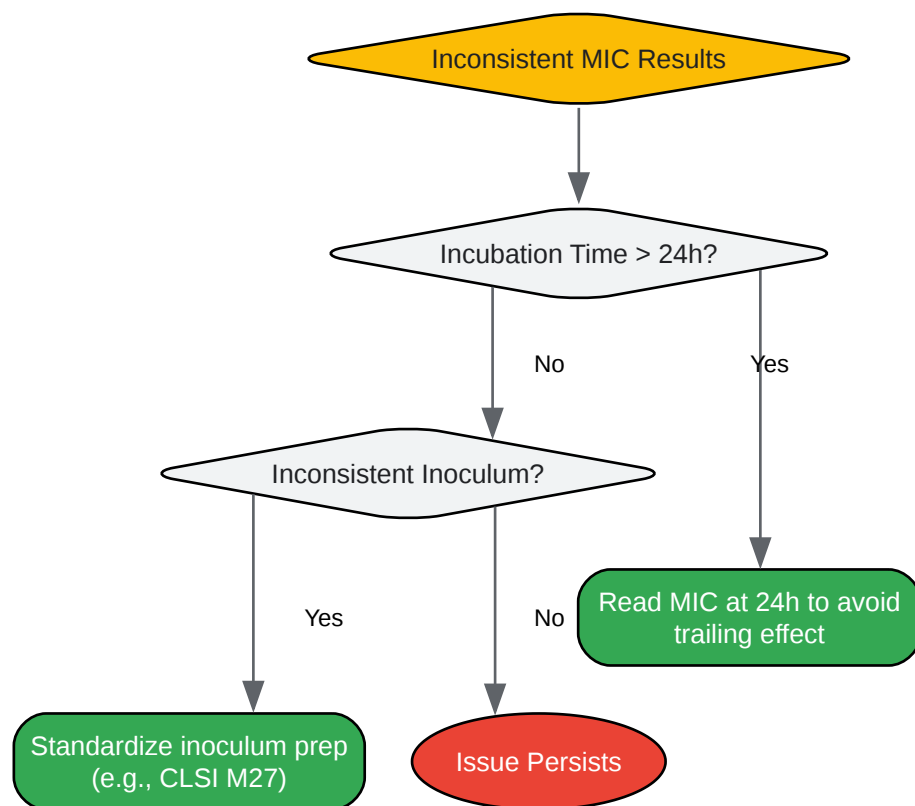 Inconsistent MIC Results
Incubation Time > 24h?
No
Yes
Inconsistent Inoculum?
Read MIC at 24h to avoid
trailing effect
Yes
No
Standardize inoculum prep
(e.g., CLSI M27)
Issue Persists